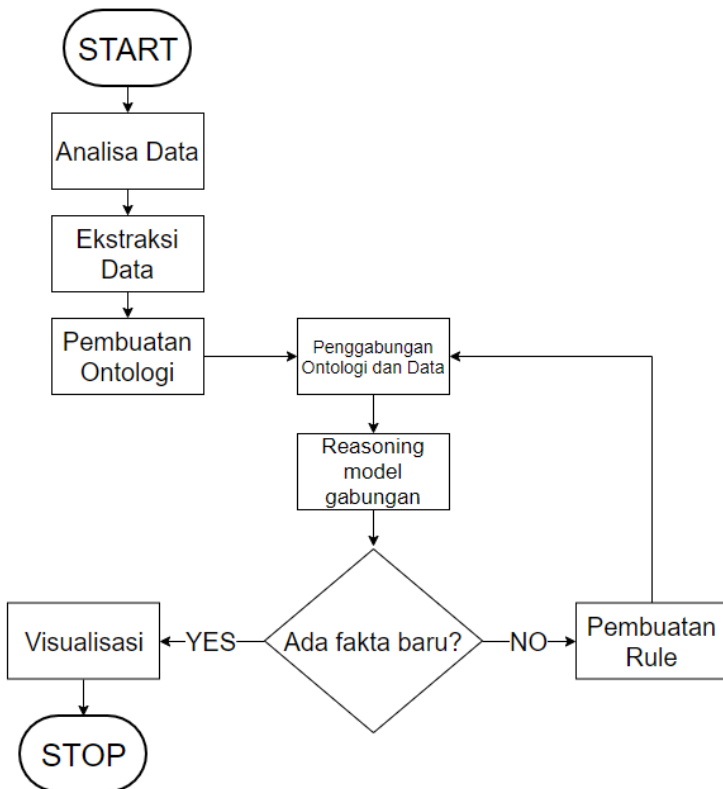 START
Analisa Data
Ekstraksi
Data
Pembuatan
Ontologi
Penggabungan
Ontologi dan Data
Reasoning
model
gabungan
Ada fakta baru?
YES
Visualisasi
NO
Pembuatan
Rule
STOP